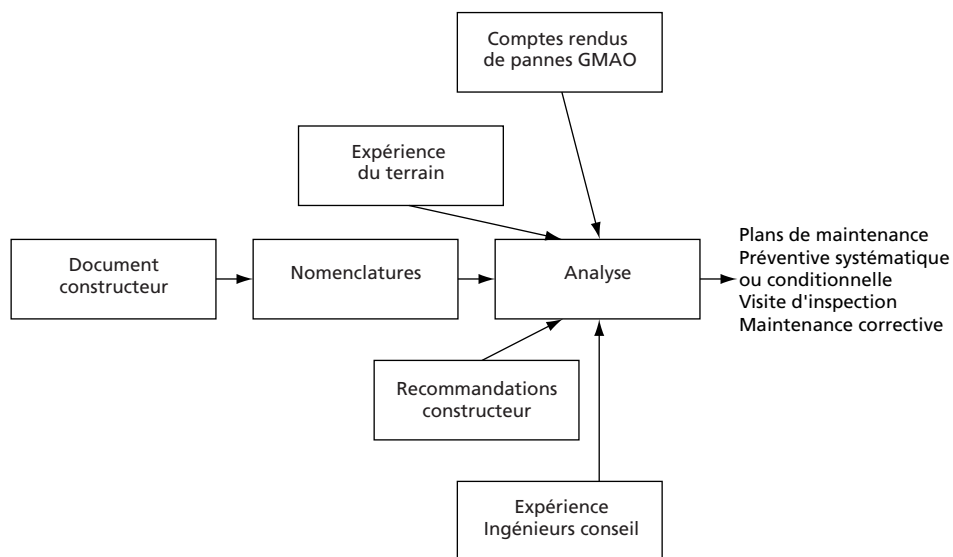 Comptes rendus
de pannes GMAO
Expérience
du terrain
Document
constructeur
Nomenclatures
Analyse
Plans de maintenance
Préventive systématique
ou conditionnelle
Visite d'inspection
Maintenance corrective
Recommandations
constructeur
Expérience
Ingénieurs conseil